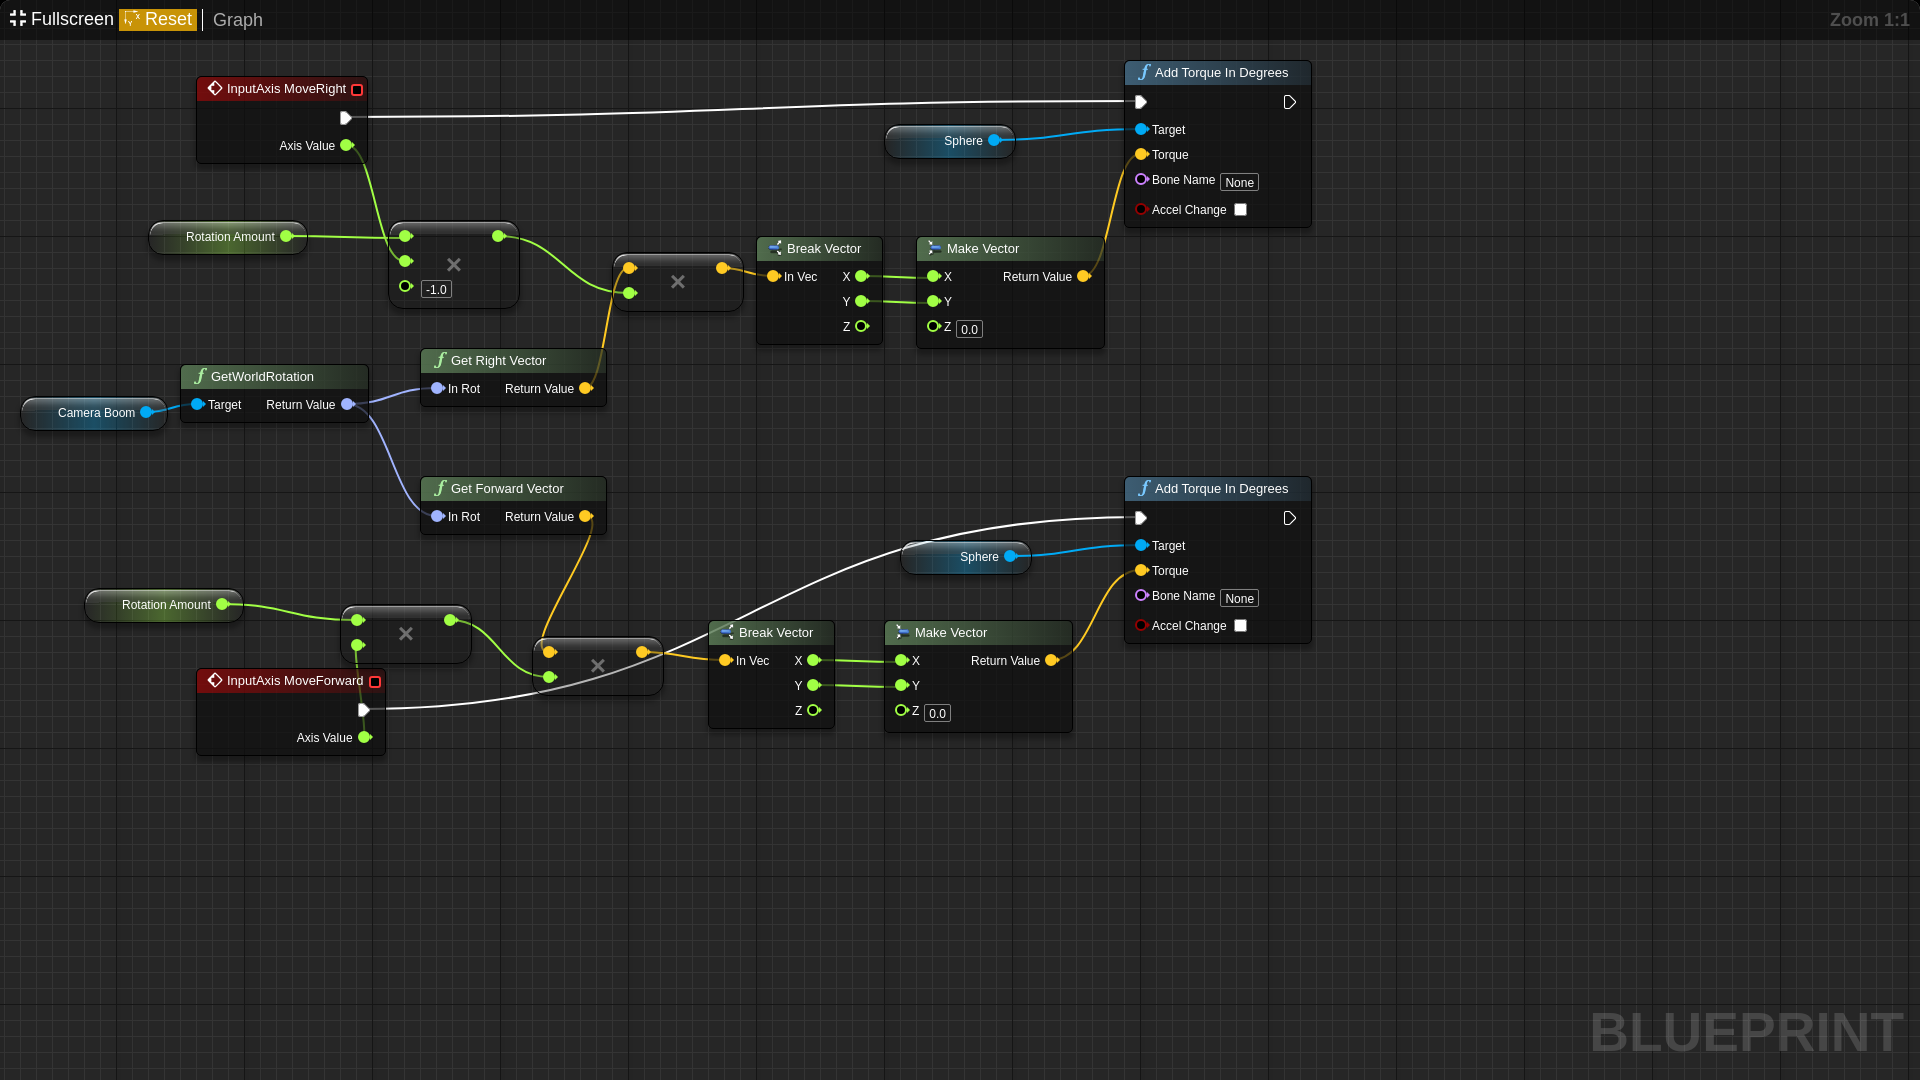 Fullscreen Reset Graph
Zoom 1:1
InputAxis MoveRight
Axis Value
Add Torque In Degrees
Target
Torque
Bone Name None
Accel Change
Sphere
Rotation Amount
-1.0
Break Vector
In Vec X
Y
Z
Make Vector
X Return Value
Y
Z 0.0
Get Right Vector
In Rot Return Value
GetWorldRotation
Target Return Value
Camera Boom
Get Forward Vector
In Rot Return Value
Add Torque In Degrees
Target
Torque
Bone Name None
Accel Change
Sphere
Rotation Amount
Break Vector
In Vec X
Y
Z
Make Vector
X Return Value
Y
Z 0.0
InputAxis MoveForward
Axis Value
BLUEPRINT